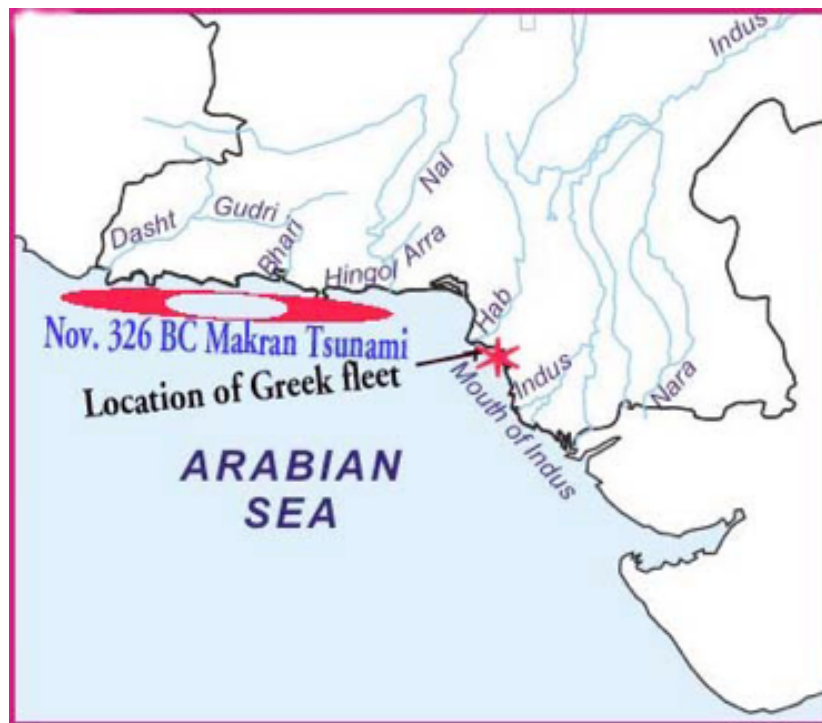 Indus
Nal
Gudri
Dasht
Bhari
Arra
Hingol
Hab
Nov. 326 BC Makran Tsunami
Location of Greek fleet
Indus
Mouth of Indus
Nara
ARABIAN
SEA